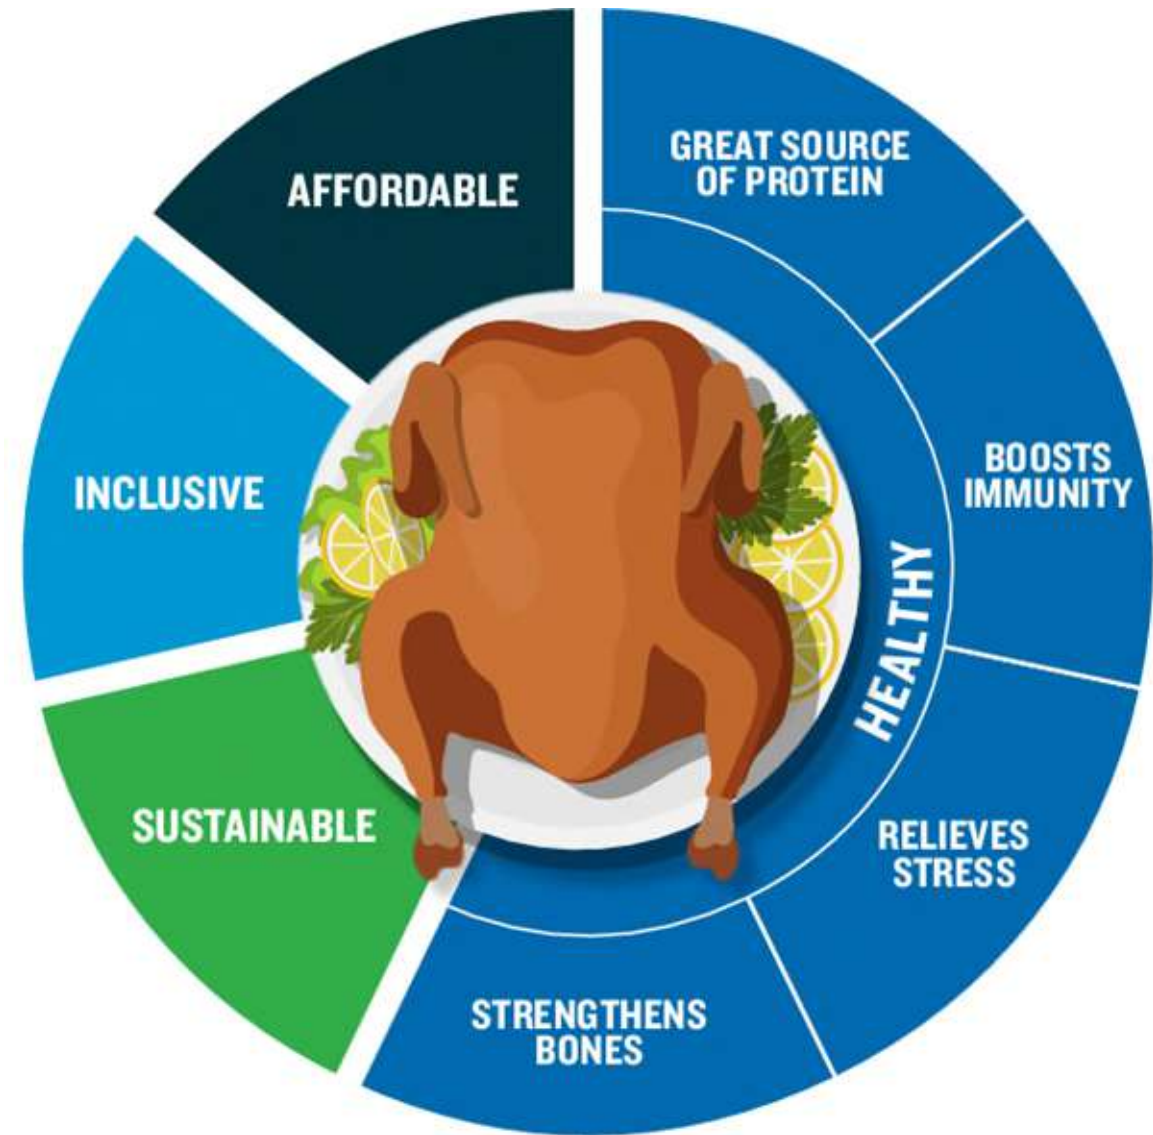 AFFORDABLE
GREAT SOURCE
OF PROTEIN
INCLUSIVE
BOOSTS
IMMUNITY
HEALTHY
SUSTAINABLE
RELIEVES
STRESS
STRENGTHENS
BONES